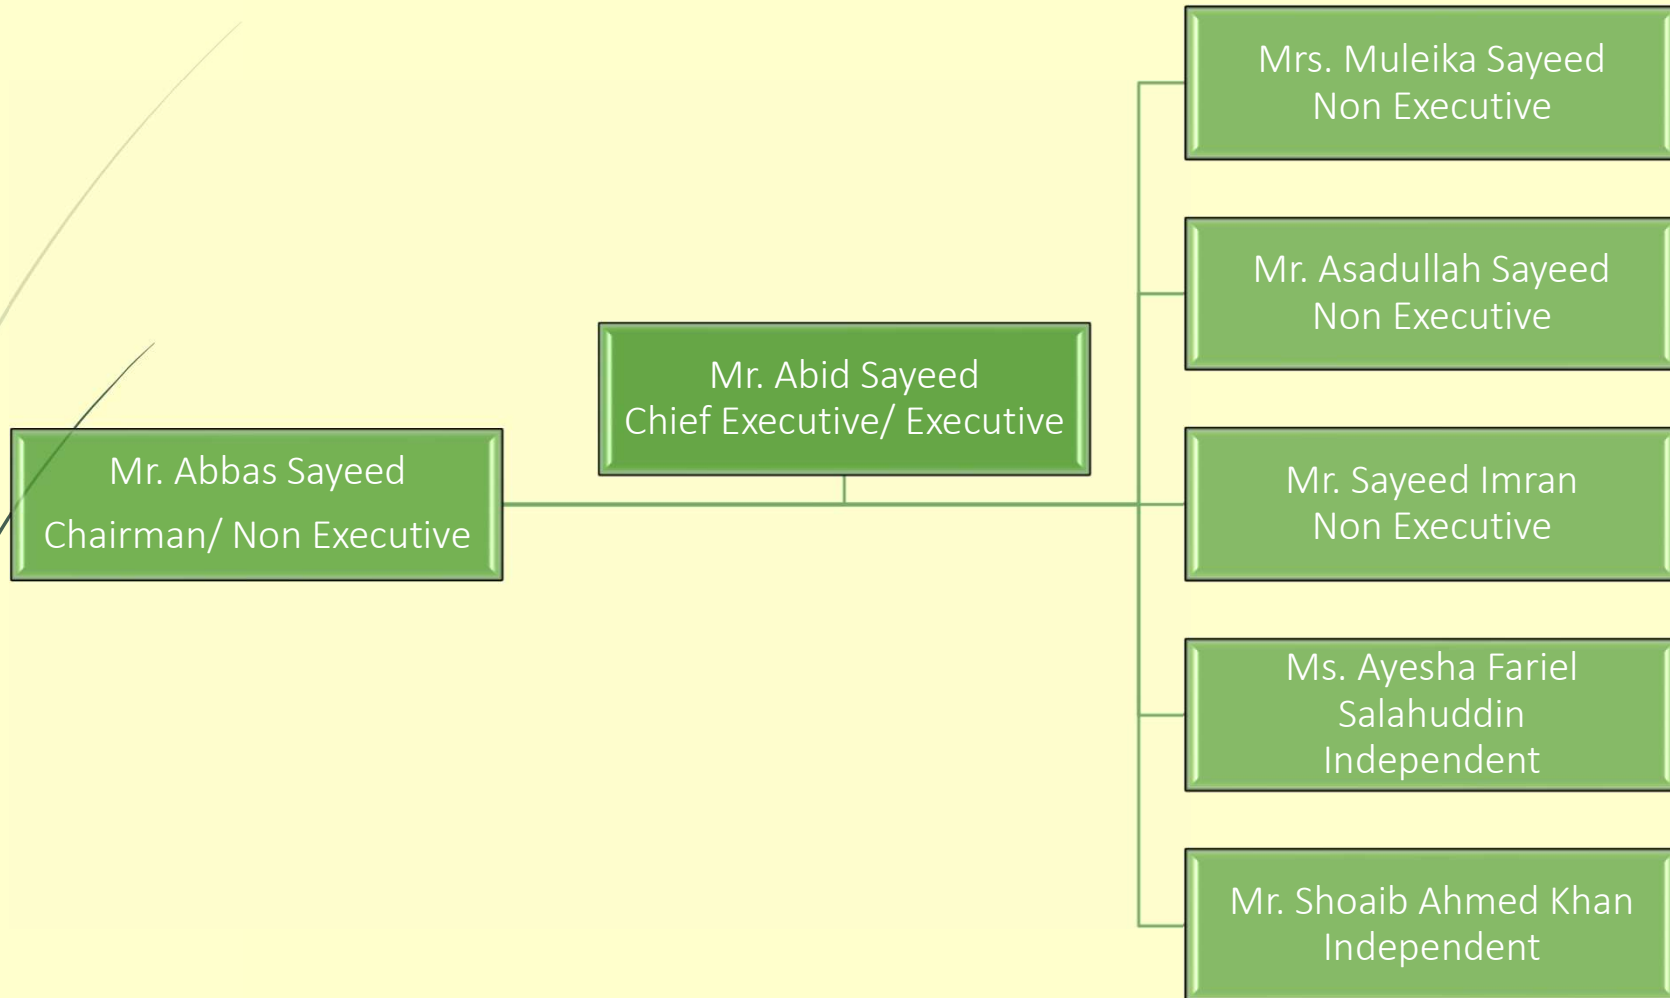 Mr. Abbas Sayeed
Chairman/ Non Executive
Mr. Abid Sayeed
Chief Executive/ Executive
Mrs. Muleika Sayeed
Non Executive
Mr. Asadullah Sayeed
Non Executive
Mr. Sayeed Imran
Non Executive
Ms. Ayesha Fariel
Salahuddin
Independent
Mr. Shoaib Ahmed Khan
Independent